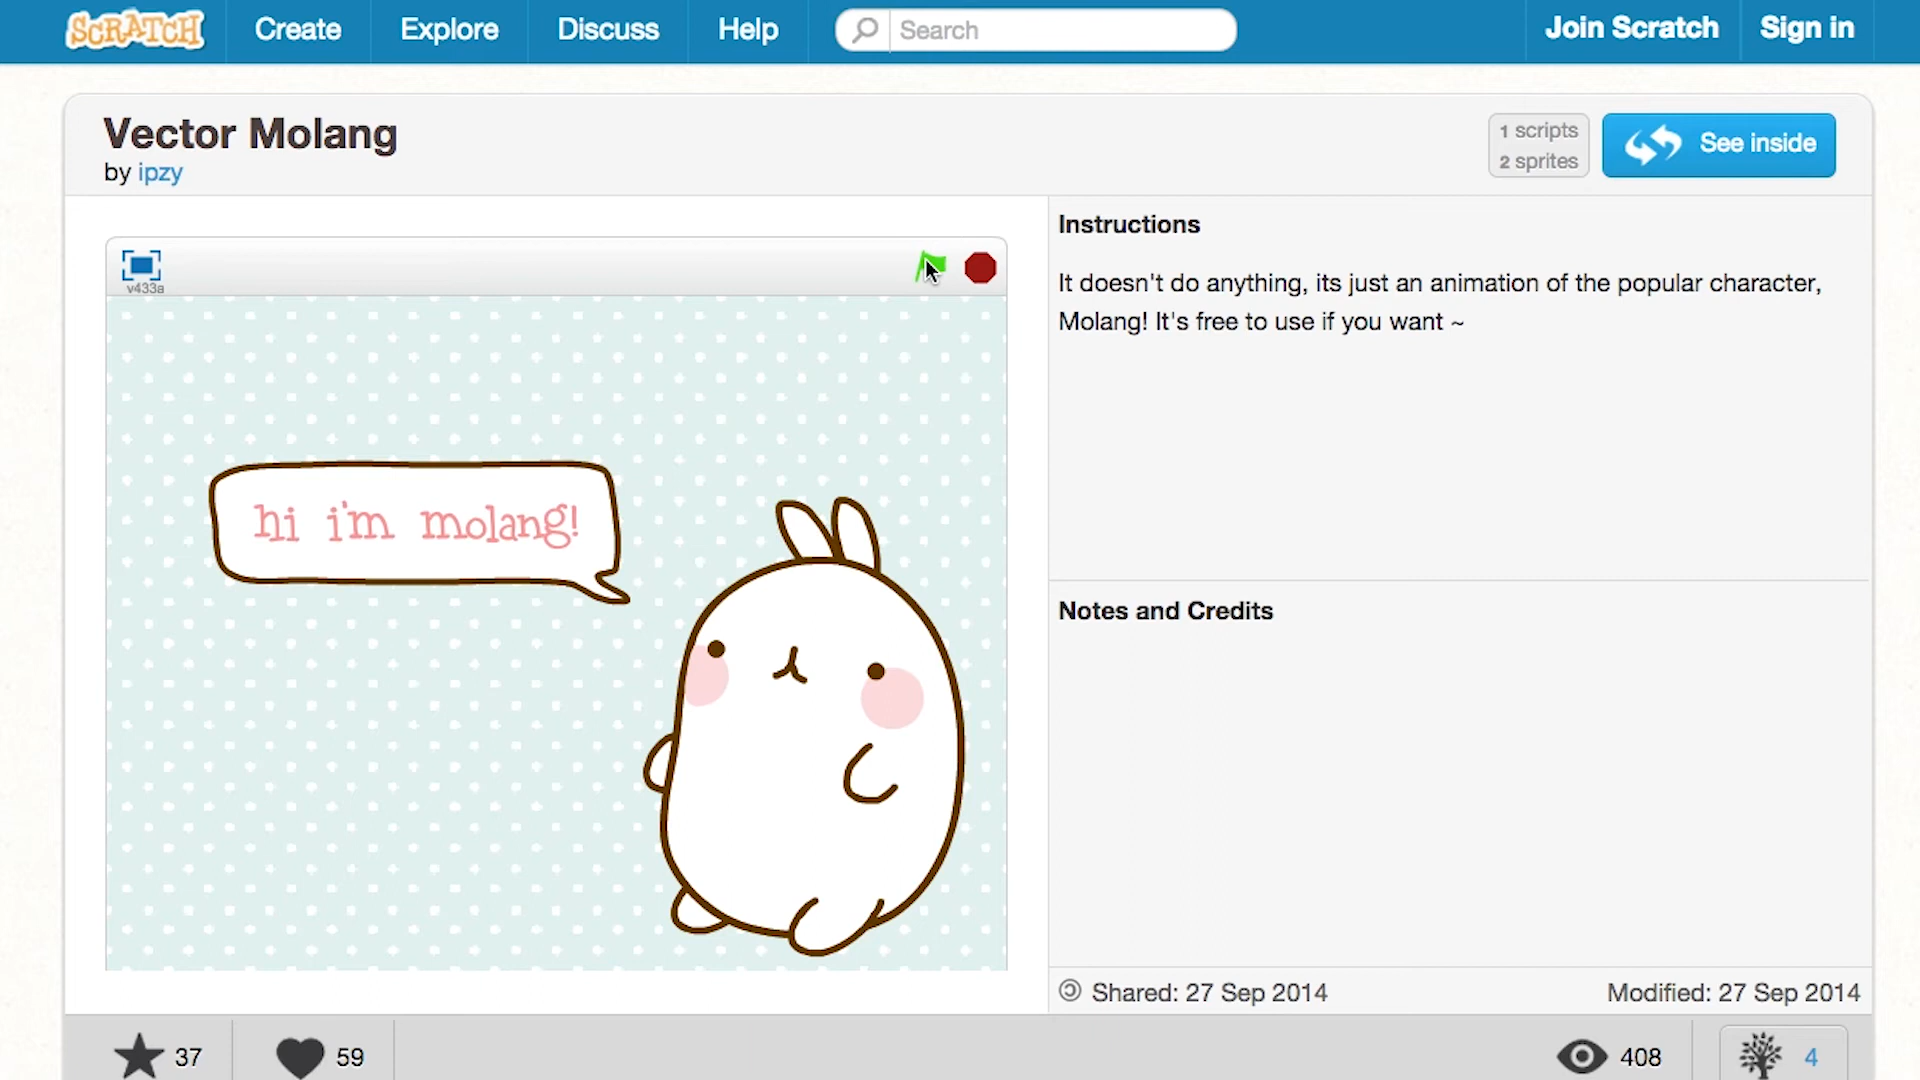 SCRATCH Create Explore Discuss Help Search Join Scratch Sign in
Vector Molang
by ipzy
1 scripts
2 sprites
See inside
v433a
hi i'm molang!
Instructions
It doesn't do anything, its just an animation of the popular character,
Molang! It's free to use if you want ~
Notes and Credits
Shared: 27 Sep 2014 Modified: 27 Sep 2014
37 59 408 4